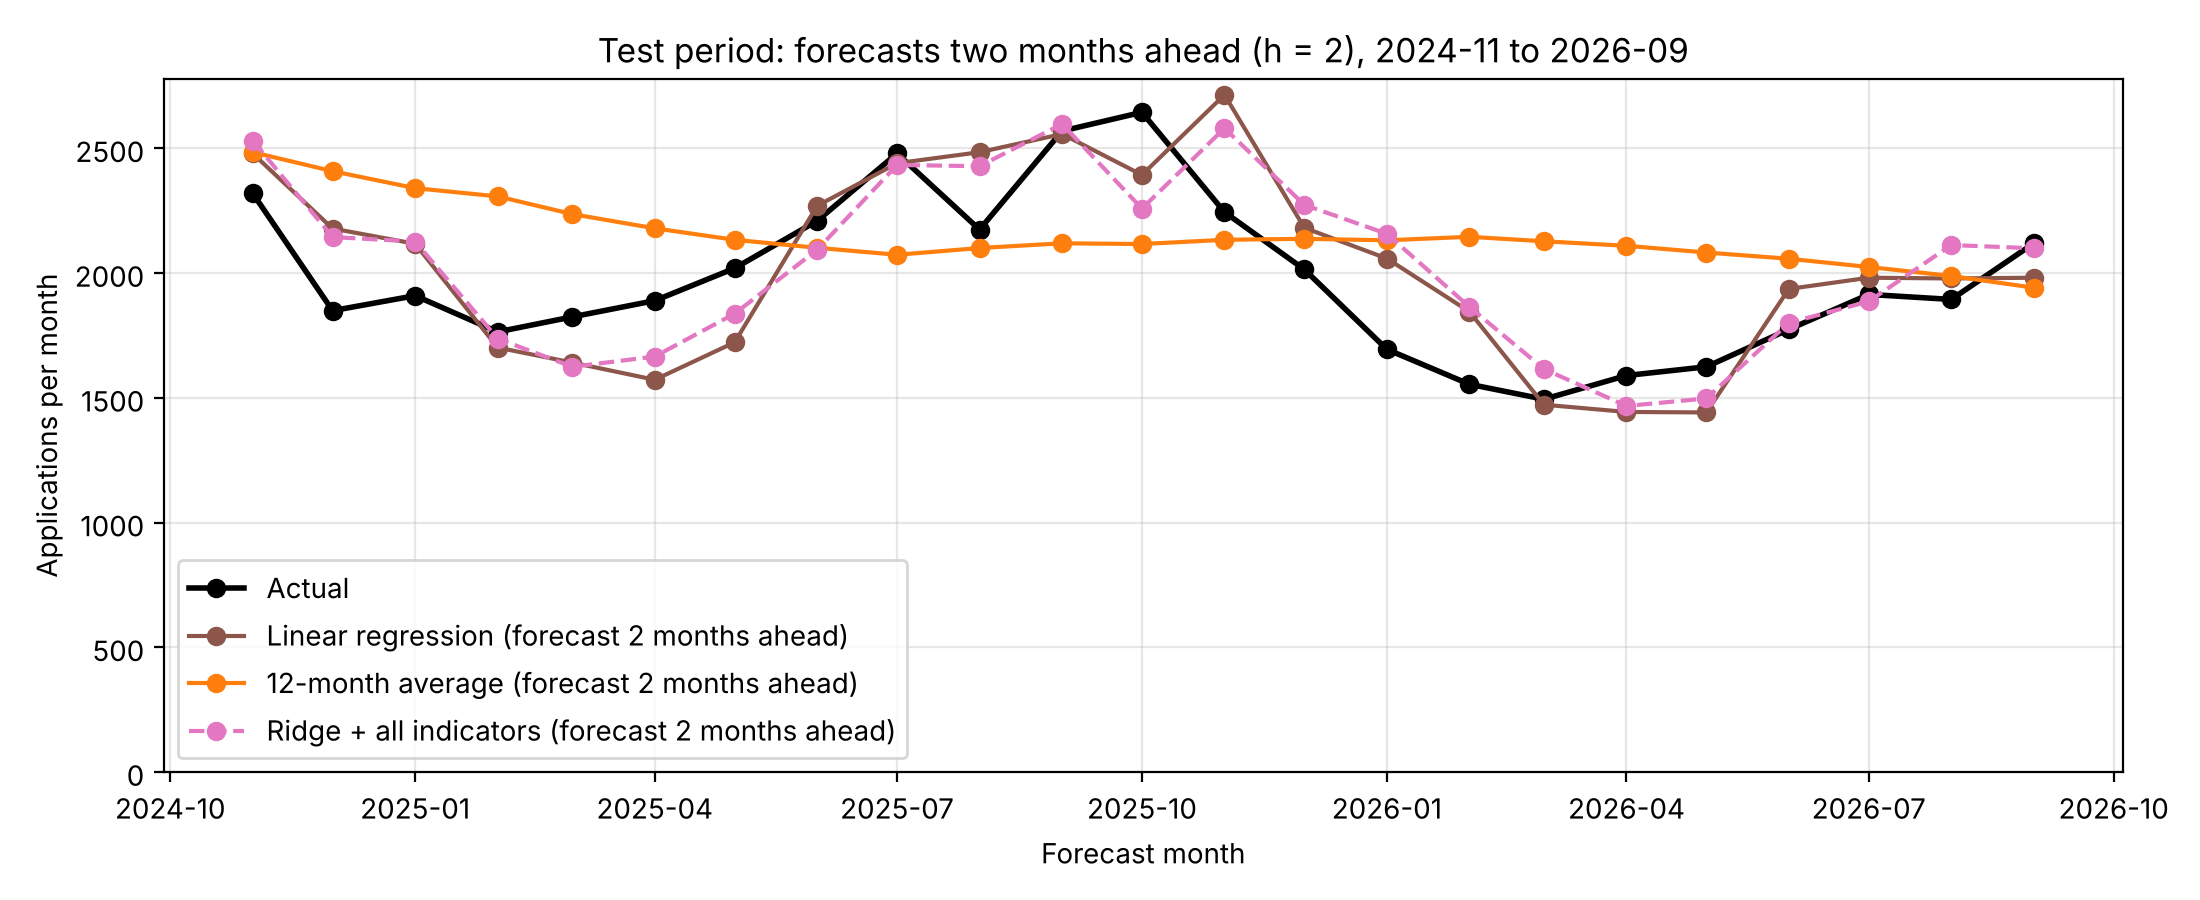 Test period: forecasts two months ahead (h = 2), 2024-11 to 2026-09
Applications per month
2500
2000
1500
1000
500
0
Actual
Linear regression (forecast 2 months ahead)
12-month average (forecast 2 months ahead)
Ridge + all indicators (forecast 2 months ahead)
2024-10 2025-01 2025-04 2025-07 2025-10 2026-01 2026-04 2026-07 2026-10
Forecast month